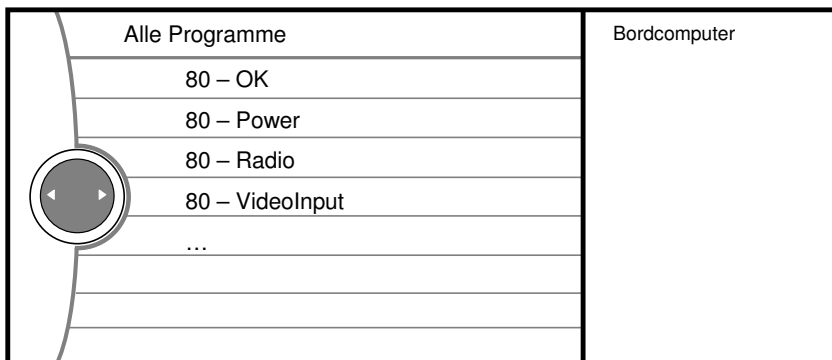 Alle Programme
80 – OK
80 – Power
80 – Radio
80 – VideoInput
…
Bordcomputer